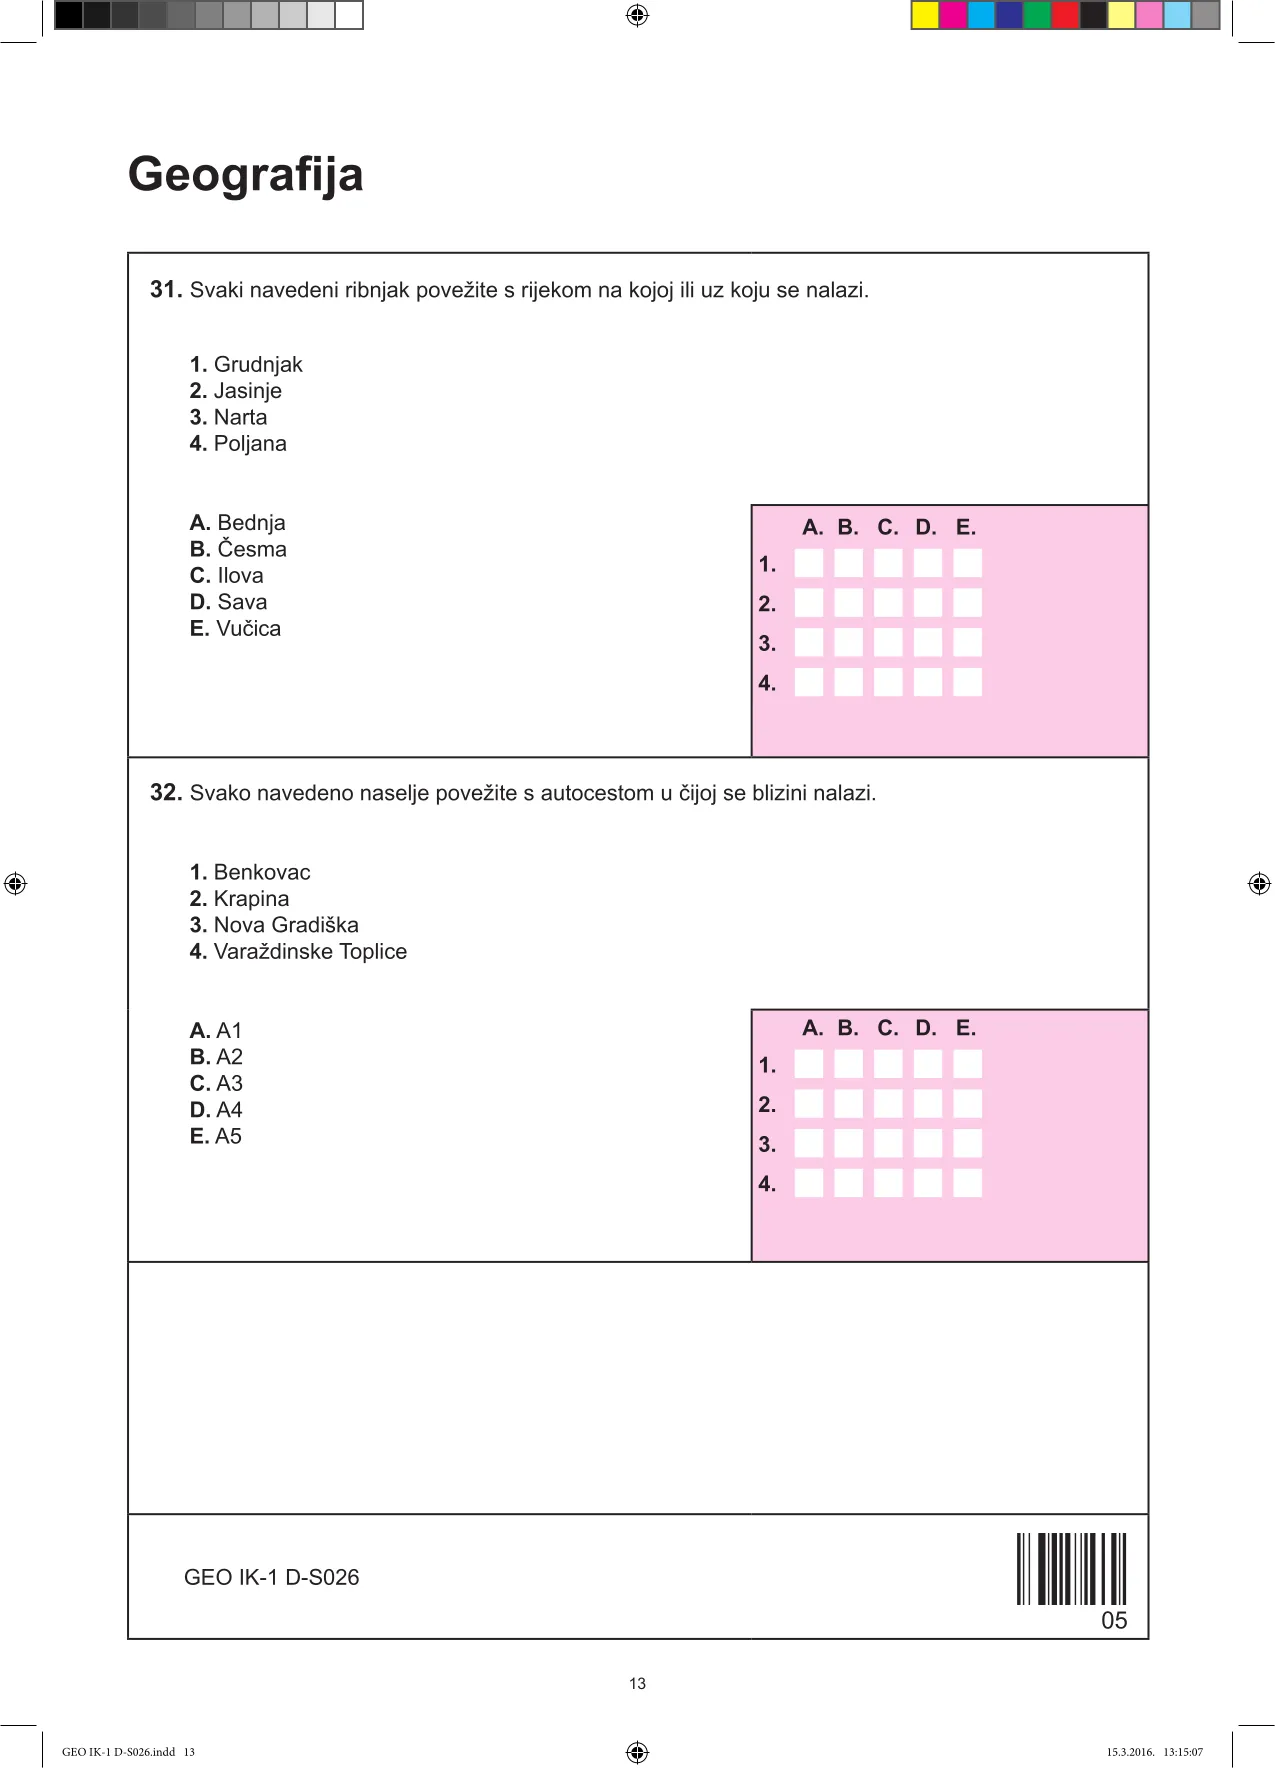 Geografija
31. Svaki navedeni ribnjak povežite s rijekom na kojoj ili uz koju se nalazi.
1. Grudnjak
2. Jasinje
3. Narta
4. Poljana
A. Bednja
B. Česma
C. Ilova
D. Sava
E. Vučica
A. B. C. D. E.
1.
2.
3.
4.
32. Svako navedeno naselje povežite s autocestom u čijoj se blizini nalazi.
1. Benkovac
2. Krapina
3. Nova Gradiška
4. Varaždinske Toplice
A. A1
B. A2
C. A3
D. A4
E. A5
A. B. C. D. E.
1.
2.
3.
4.
GEO IK-1 D-S026
05
13
GEO IK-1 D-S026.indd 13
15.3.2016. 13:15:07